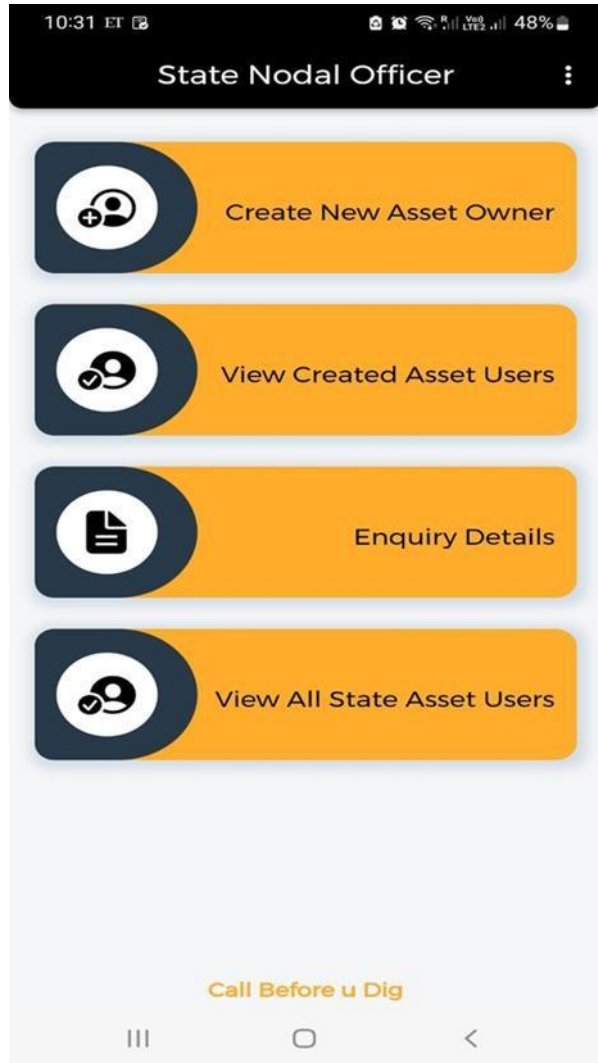 10:31 ET 48%
State Nodal Officer
Create New Asset Owner
View Created Asset Users
Enquiry Details
View All State Asset Users
Call Before u Dig